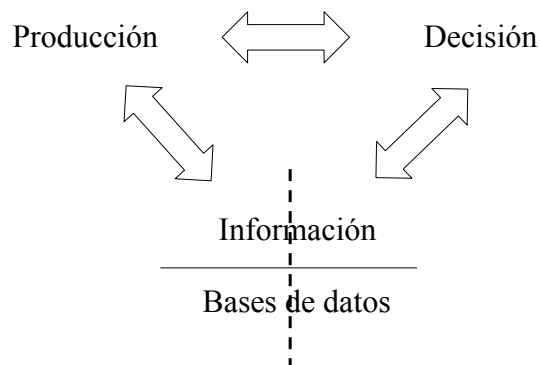 Producción
Decisión
Información
Bases de datos